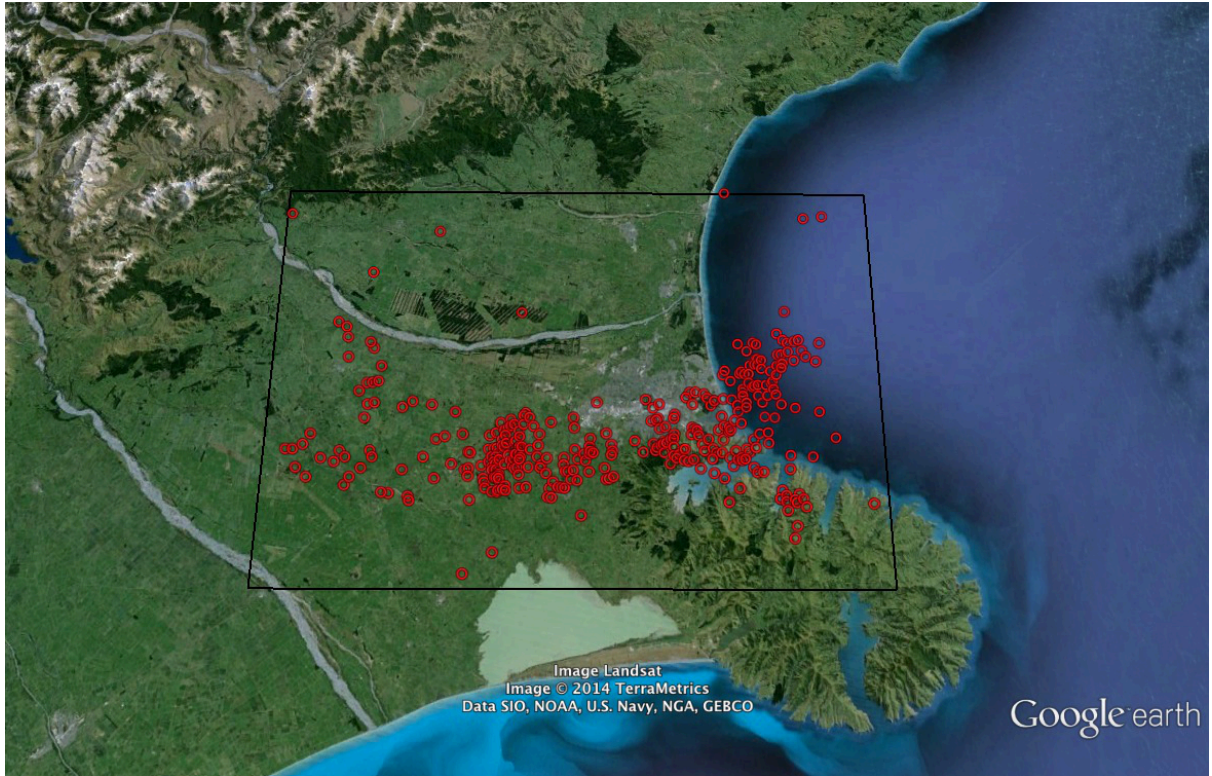 Image Landsat
Image © 2014 TerraMetrics
Data SIO, NOAA, U.S. Navy, NGA, GEBCO
Google earth